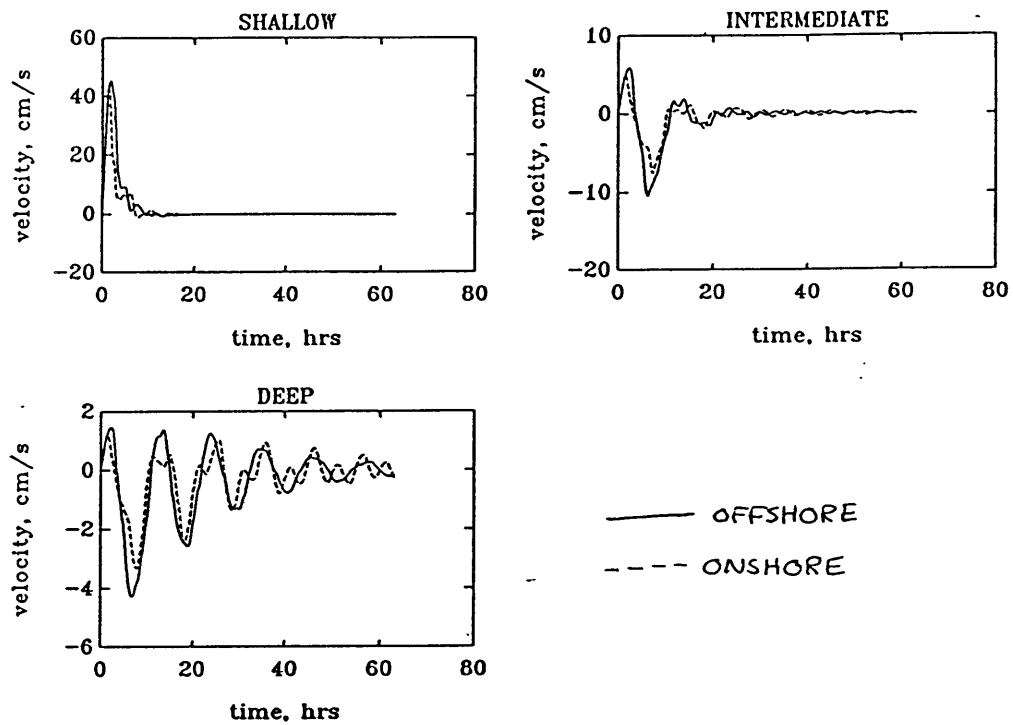 SHALLOW
60
40
20
0
-20
velocity, cm/s
0 20 40 60 80
time, hrs
INTERMEDIATE
10
0
-10
-20
velocity, cm/s
0 20 40 60 80
time, hrs
DEEP
2
0
-2
-4
-6
velocity, cm/s
0 20 40 60 80
time, hrs
OFFSHORE
ONSHORE